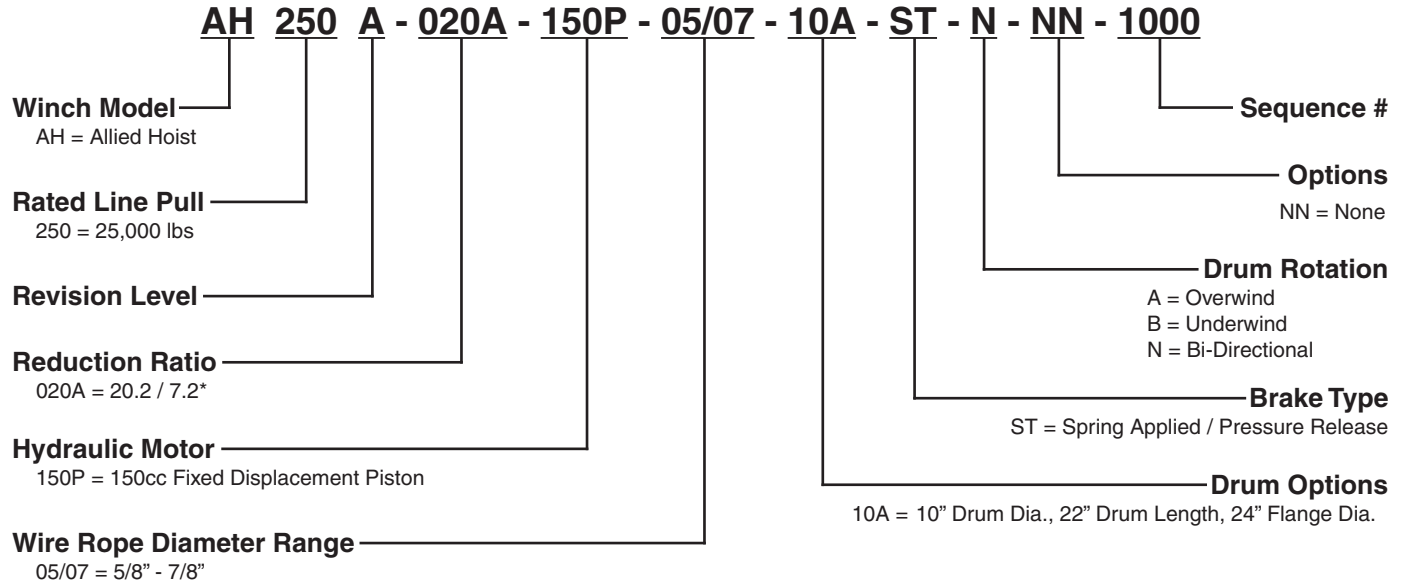 AH 250 A - 020A - 150P - 05/07 - 10A - ST - N - NN - 1000
Winch Model
AH = Allied Hoist
Rated Line Pull
250 = 25,000 lbs
Revision Level
Reduction Ratio
020A = 20.2 / 7.2*
Hydraulic Motor
150P = 150cc Fixed Displacement Piston
Wire Rope Diameter Range
05/07 = 5/8” - 7/8”
Sequence #
Options
NN = None
Drum Rotation
A = Overwind
B = Underwind
N = Bi-Directional
Brake Type
ST = Spring Applied / Pressure Release
Drum Options
10A = 10” Drum Dia., 22” Drum Length, 24” Flange Dia.